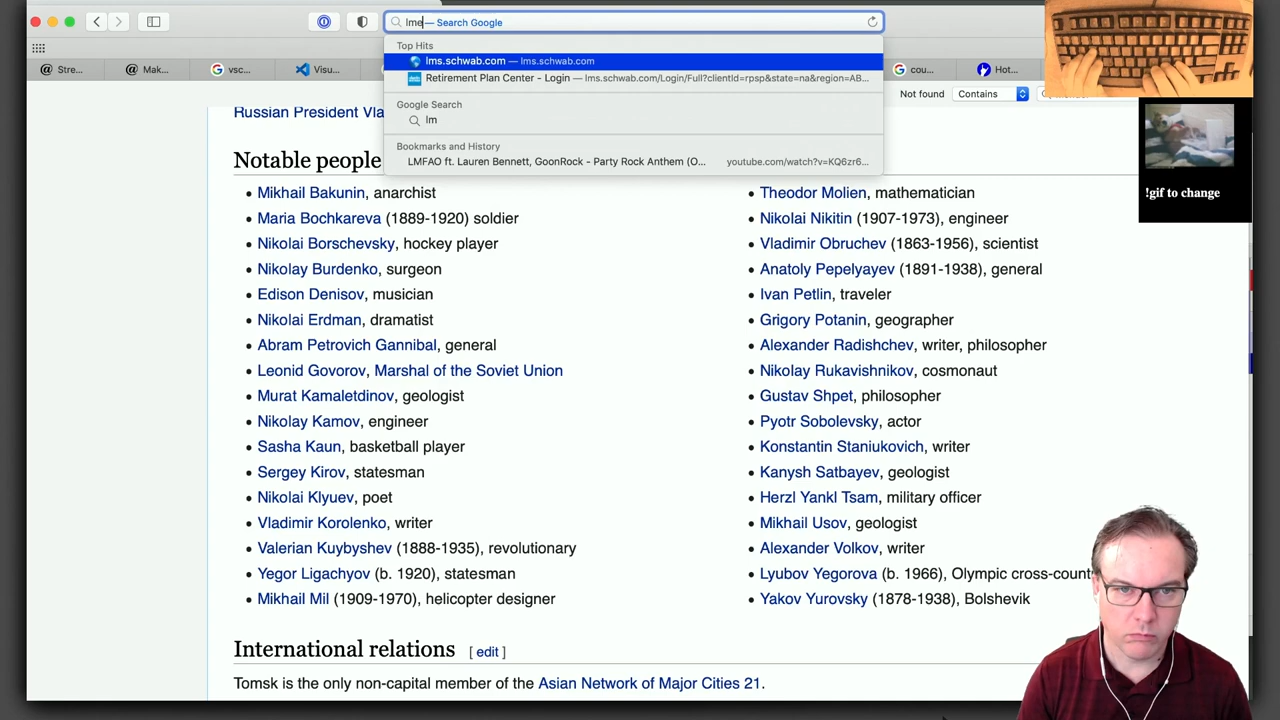 lme — Search Google
Top Hits
lms.schwab.com — lms.schwab.com
Retirement Plan Center - Login — lms.schwab.com/Login/Full?clientId=rpsp&state=na&region=AB...
Google Search
lm
Bookmarks and History
LMFAO ft. Lauren Bennett, GoonRock - Party Rock Anthem (O... youtube.com/watch?v=KQ6zr6...
@ Stre...
@ Mak...
vsc...
Visu...
cou...
Hot...
Not found
Contains
!gif to change
Russian President Vla
Notable people
Mikhail Bakunin, anarchist
Maria Bochkareva (1889-1920) soldier
Nikolai Borschevsky, hockey player
Nikolay Burdenko, surgeon
Edison Denisov, musician
Nikolai Erdman, dramatist
Abram Petrovich Gannibal, general
Leonid Govorov, Marshal of the Soviet Union
Murat Kamaletdinov, geologist
Nikolay Kamov, engineer
Sasha Kaun, basketball player
Sergey Kirov, statesman
Nikolai Klyuev, poet
Vladimir Korolenko, writer
Valerian Kuybyshev (1888-1935), revolutionary
Yegor Ligachyov (b. 1920), statesman
Mikhail Mil (1909-1970), helicopter designer
Theodor Molien, mathematician
Nikolai Nikitin (1907-1973), engineer
Vladimir Obruchev (1863-1956), scientist
Anatoly Pepelyayev (1891-1938), general
Ivan Petlin, traveler
Grigory Potanin, geographer
Alexander Radishchev, writer, philosopher
Nikolay Rukavishnikov, cosmonaut
Gustav Shpet, philosopher
Pyotr Sobolevsky, actor
Konstantin Staniukovich, writer
Kanysh Satbayev, geologist
Herzl Yankl Tsam, military officer
Mikhail Usov, geologist
Alexander Volkov, writer
Lyubov Yegorova (b. 1966), Olympic cross-count
Yakov Yurovsky (1878-1938), Bolshevik
International relations [ edit ]
Tomsk is the only non-capital member of the Asian Network of Major Cities 21.